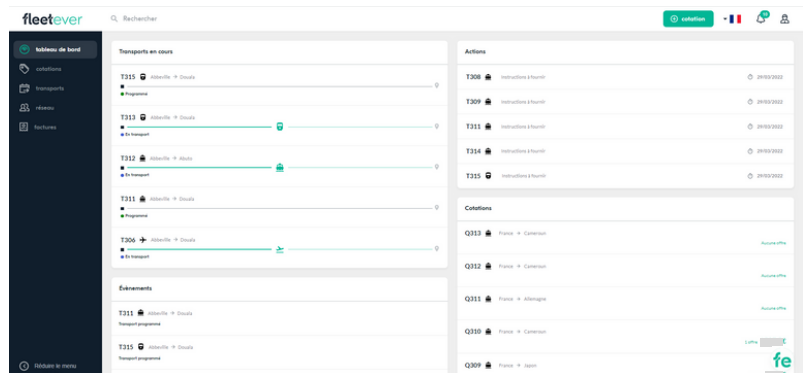 fleetever
Rechercher
cotation
tableau de bord
cotations
transports
réseau
factures
Réduire le menu
Transports en cours
T315 Abbeville → Douala
Programmé
T313 Abbeville → Douala
En transport
T312 Abbeville → Aboto
En transport
T311 Abbeville → Douala
Programmé
T306 Abbeville → Douala
En transport
Évènements
T311 Abbeville → Douala
Transport programmé
T315 Abbeville → Douala
Transport programmé
Actions
T308 Instructions à fournir 29/03/2022
T309 Instructions à fournir 29/03/2022
T311 Instructions à fournir 29/03/2022
T314 Instructions à fournir 29/03/2022
T315 Instructions à fournir 29/03/2022
Cotations
Q313 France → Cameroun
Aucune offre
Q312 France → Cameroun
Aucune offre
Q311 France → Allemagne
Aucune offre
Q310 France → Cameroun
1 offre
Q309 France → Japon
fe